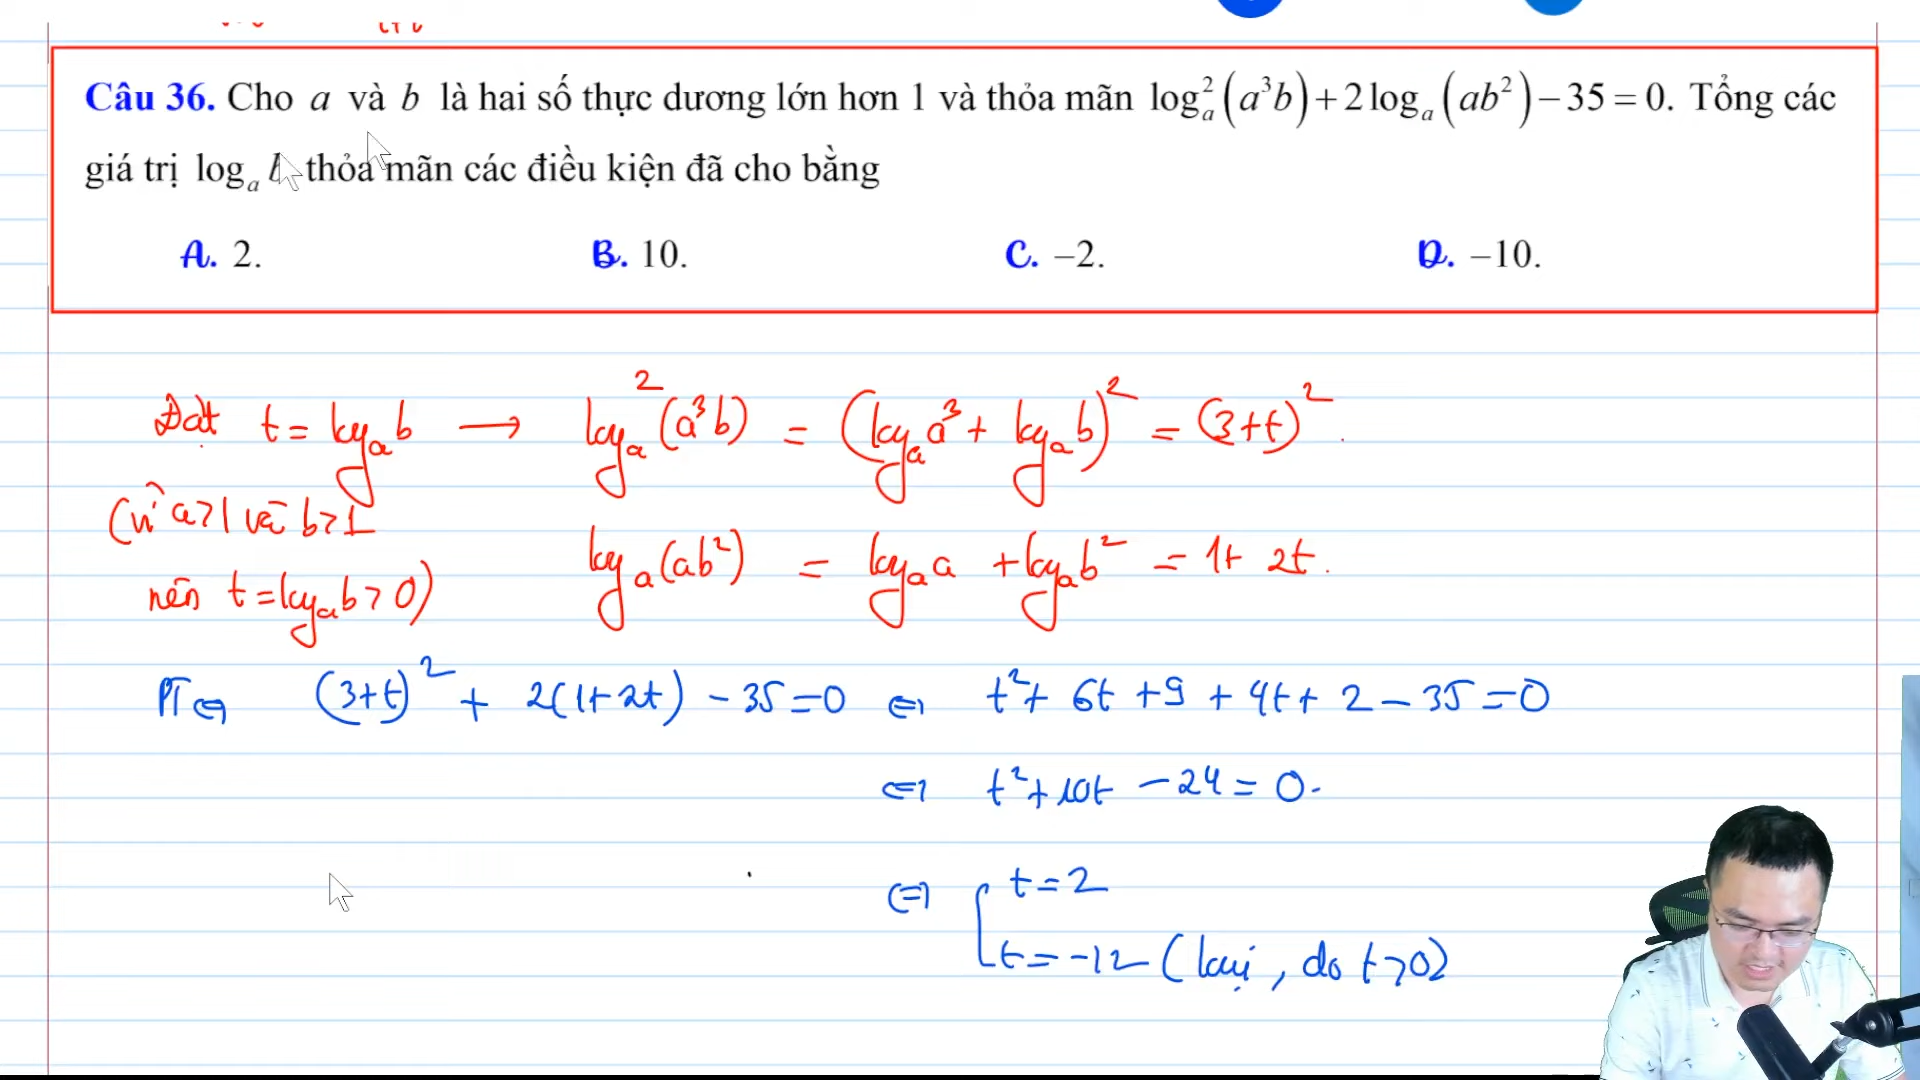 Câu 36. Cho a và b là hai số thực dương lớn hơn 1 và thỏa mãn log²ₐ(a³b)+2logₐ(ab²)−35=0. Tổng các
giá trị logₐ b thỏa mãn các điều kiện đã cho bằng
A. 2. B. 10. C. −2. D. −10.
Đặt t = logₐb → logₐ²(a³b) = (logₐa³ + logₐb)² = (3+t)².
(vì a>1 và b>1
nên t=logₐb>0)
logₐ(ab²) = logₐa + logₐb² = 1+ 2t.
PT ⇔ (3+t)² + 2(1+2t) − 35=0 ⇔ t²+ 6t +9 + 4t + 2 − 35 = 0
⇔ t²+10t −24 = 0.
⇔ [ t=2
t=−12 (loại, do t>0)